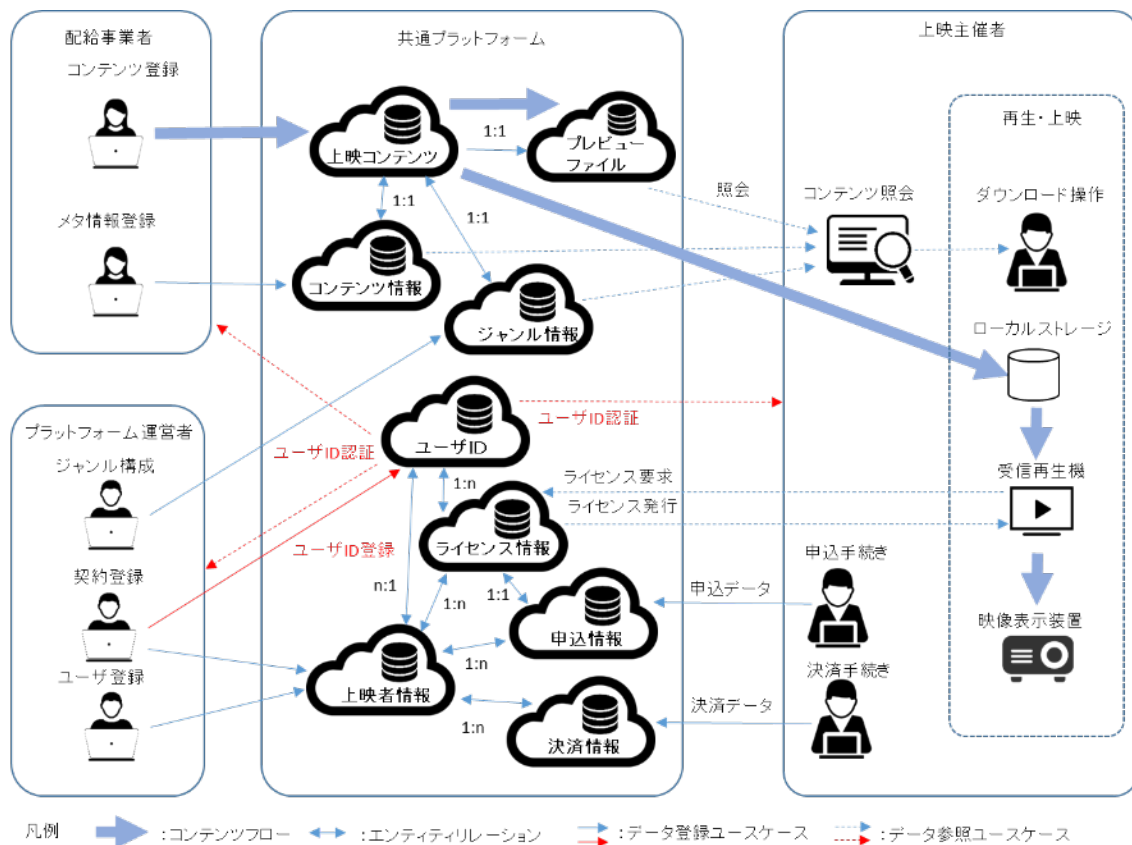 配給事業者
コンテンツ登録
メタ情報登録
プラットフォーム運営者
ジャンル構成
契約登録
ユーザ登録
共通プラットフォーム
上映コンテンツ
1:1
プレビュー
ファイル
1:1
1:1
コンテンツ情報
ジャンル情報
ユーザID
ユーザID認証
ユーザID認証
1:n
ライセンス情報
ユーザID登録
n:1
1:n
1:1
申込情報
1:n
上映者情報
1:n
決済情報
照会
ライセンス要求
ライセンス発行
申込データ
決済データ
上映主催者
コンテンツ照会
再生・上映
ダウンロード操作
ローカルストレージ
受信再生機
申込手続き
映像表示装置
決済手続き
凡例
:コンテンツフロー
:エンティティリレーション
:データ登録ユースケース
:データ参照ユースケース